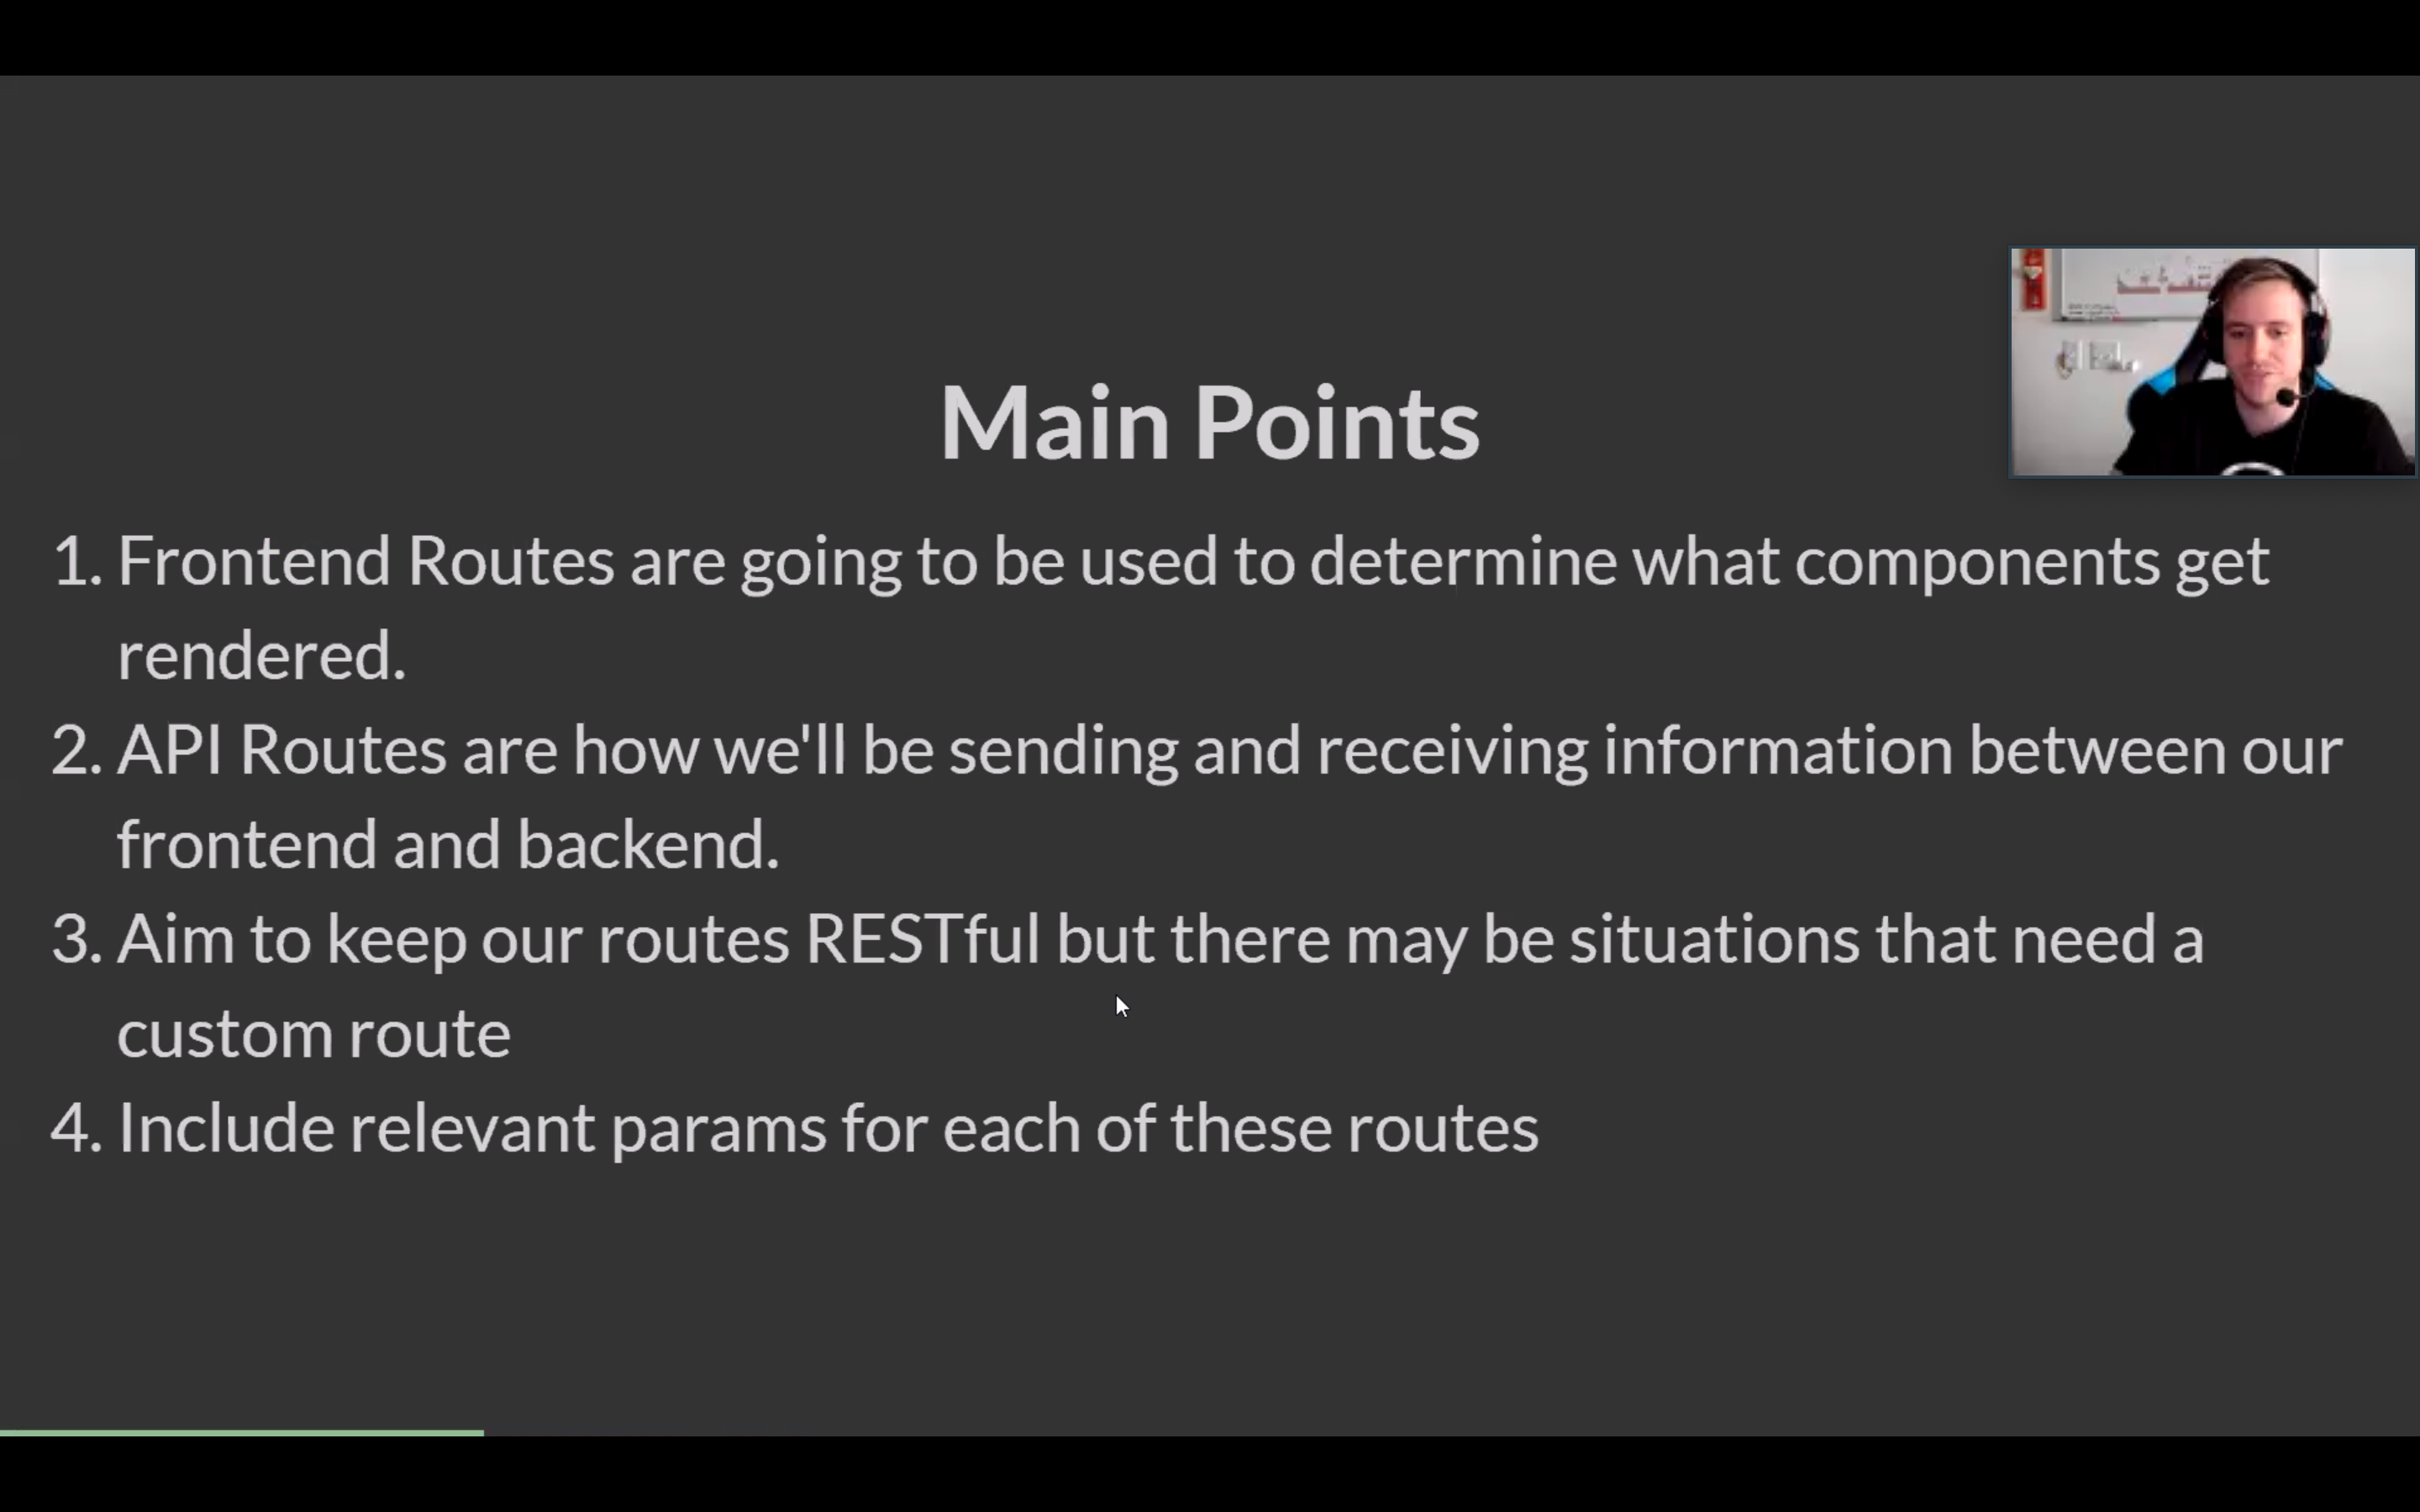 Main Points
1. Frontend Routes are going to be used to determine what components get
rendered.
2. API Routes are how we'll be sending and receiving information between our
frontend and backend.
3. Aim to keep our routes RESTful but there may be situations that need a
custom route
4. Include relevant params for each of these routes